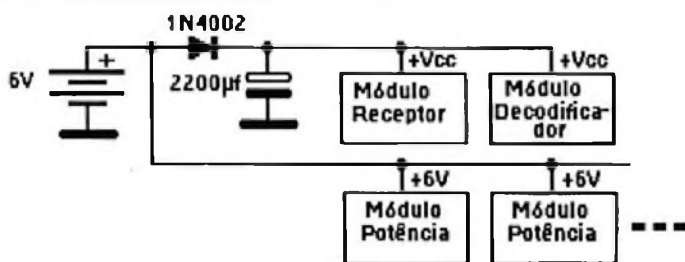 1N4002
+
6V
2200µf
+Vcc
+Vcc
Módulo
Receptor
Módulo
Decodifica-
dor
+6V
+6V
Módulo
Potência
Módulo
Potência